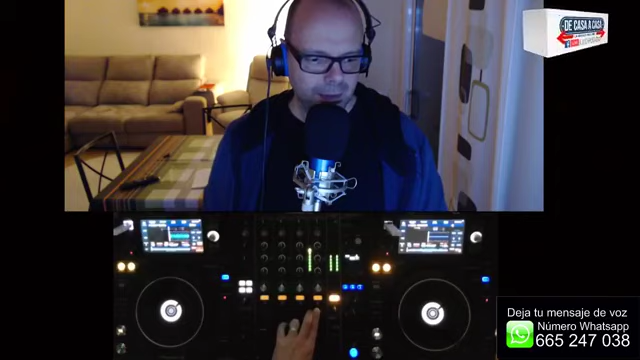 DE CASA A CASA
Deja tu mensaje de voz
Número Whatsapp
665 247 038